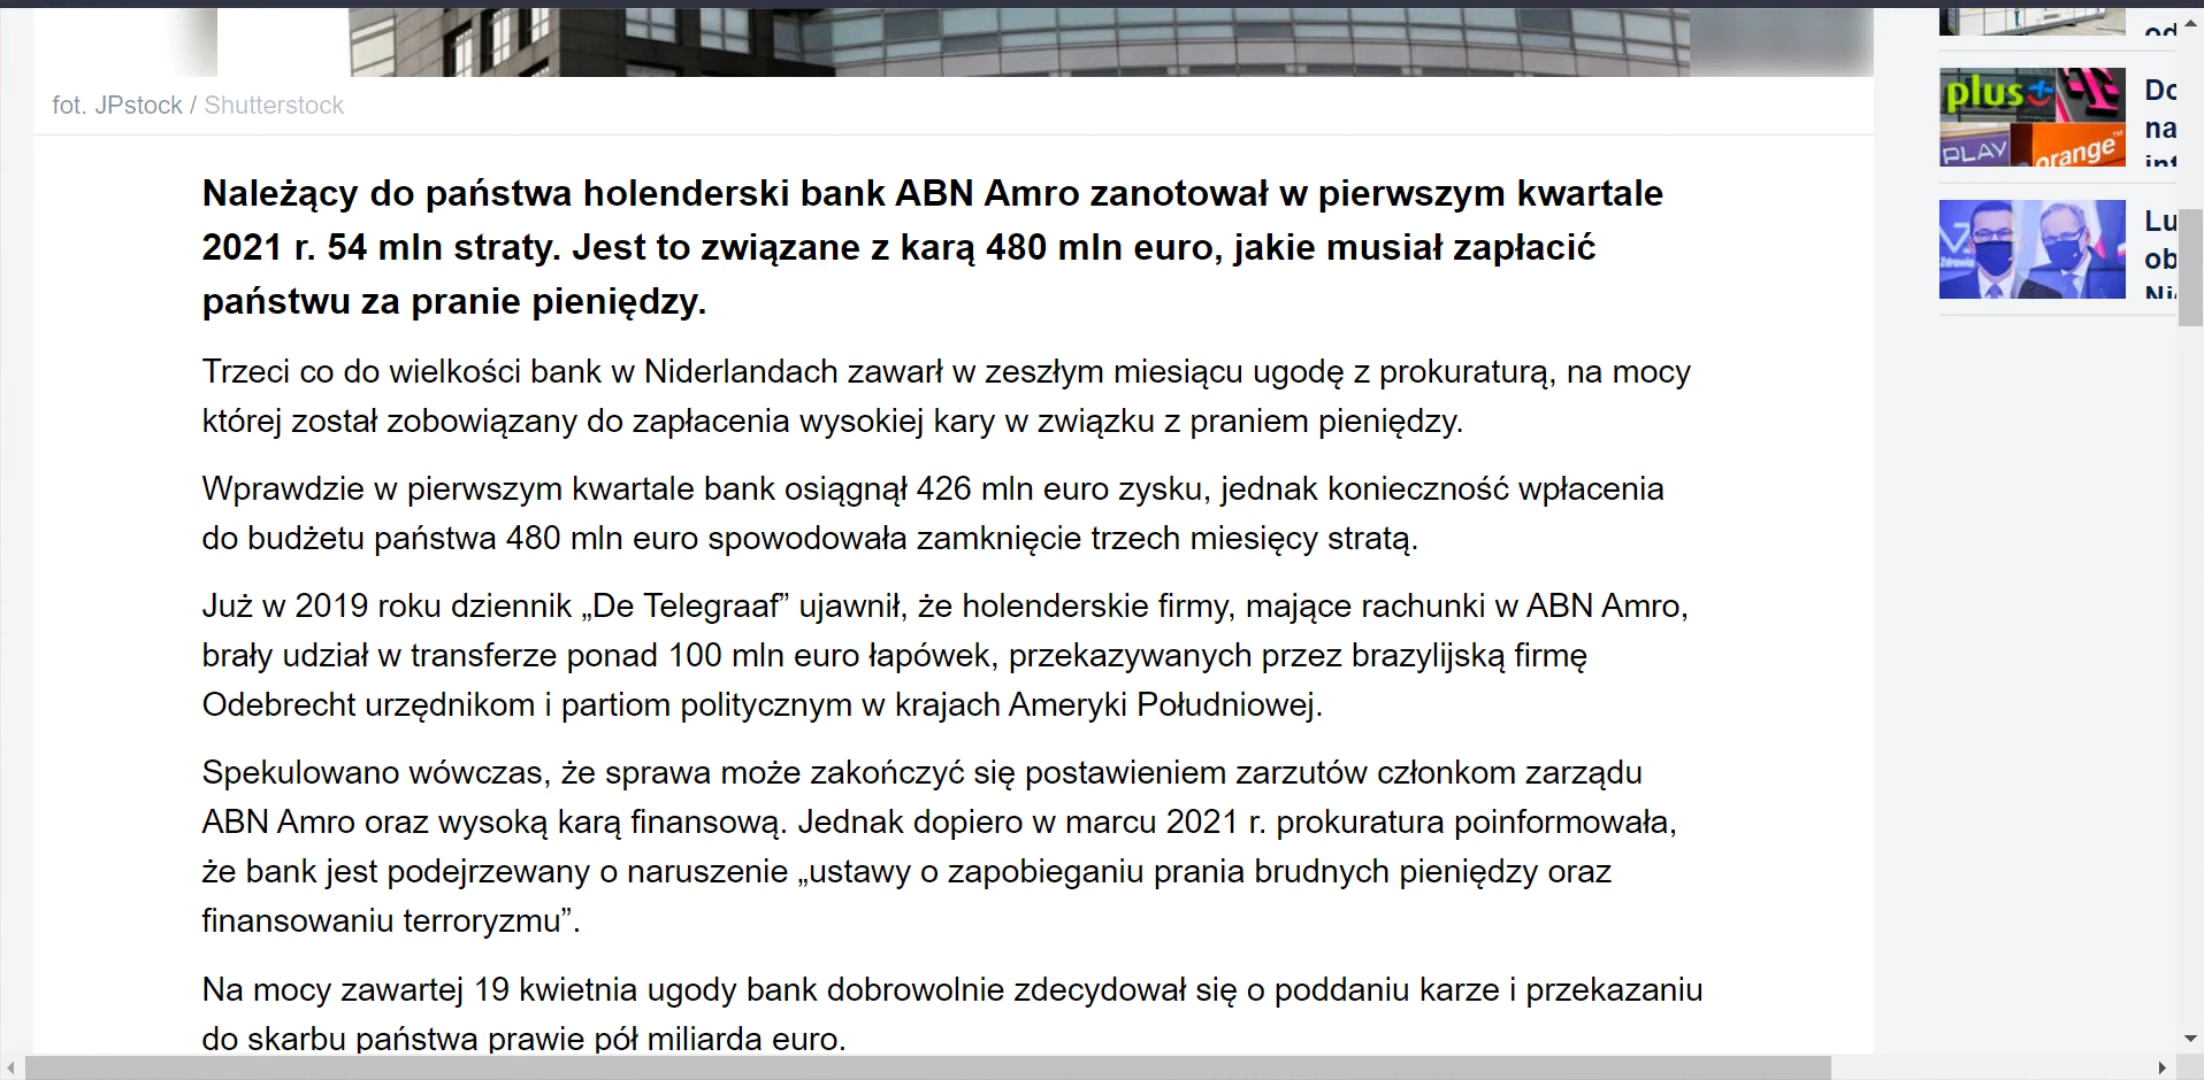 fot. JPstock / Shutterstock
Należący do państwa holenderski bank ABN Amro zanotował w pierwszym kwartale
2021 r. 54 mln straty. Jest to związane z karą 480 mln euro, jakie musiał zapłacić
państwu za pranie pieniędzy.
Trzeci co do wielkości bank w Niderlandach zawarł w zeszłym miesiącu ugodę z prokuraturą, na mocy
której został zobowiązany do zapłacenia wysokiej kary w związku z praniem pieniędzy.
Wprawdzie w pierwszym kwartale bank osiągnął 426 mln euro zysku, jednak konieczność wpłacenia
do budżetu państwa 480 mln euro spowodowała zamknięcie trzech miesięcy stratą.
Już w 2019 roku dziennik „De Telegraaf” ujawnił, że holenderskie firmy, mające rachunki w ABN Amro,
brały udział w transferze ponad 100 mln euro łapówek, przekazywanych przez brazylijską firmę
Odebrecht urzędnikom i partiom politycznym w krajach Ameryki Południowej.
Spekulowano wówczas, że sprawa może zakończyć się postawieniem zarzutów członkom zarządu
ABN Amro oraz wysoką karą finansową. Jednak dopiero w marcu 2021 r. prokuratura poinformowała,
że bank jest podejrzewany o naruszenie „ustawy o zapobieganiu prania brudnych pieniędzy oraz
finansowaniu terroryzmu”.
Na mocy zawartej 19 kwietnia ugody bank dobrowolnie zdecydował się o poddaniu karze i przekazaniu
do skarbu państwa prawie pół miliarda euro.
plus
PLAY
orange
Do
na
Lu
ob